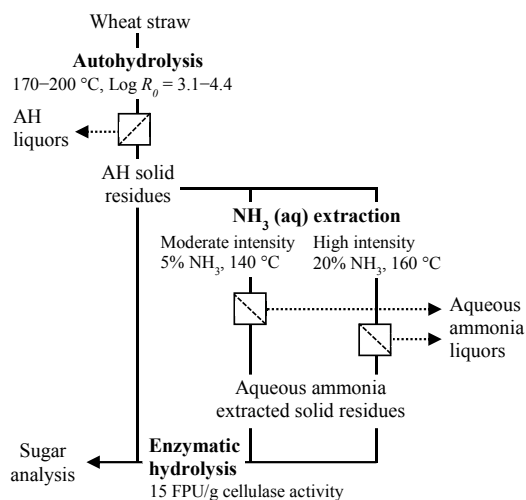 Wheat straw
Autohydrolysis
170–200 °C, Log R0 = 3.1–4.4
AH
liquors
AH solid
residues
NH3 (aq) extraction
Moderate intensity
5% NH3, 140 °C
High intensity
20% NH3, 160 °C
Aqueous
ammonia
liquors
Aqueous ammonia
extracted solid residues
Sugar
analysis
Enzymatic
hydrolysis
15 FPU/g cellulase activity